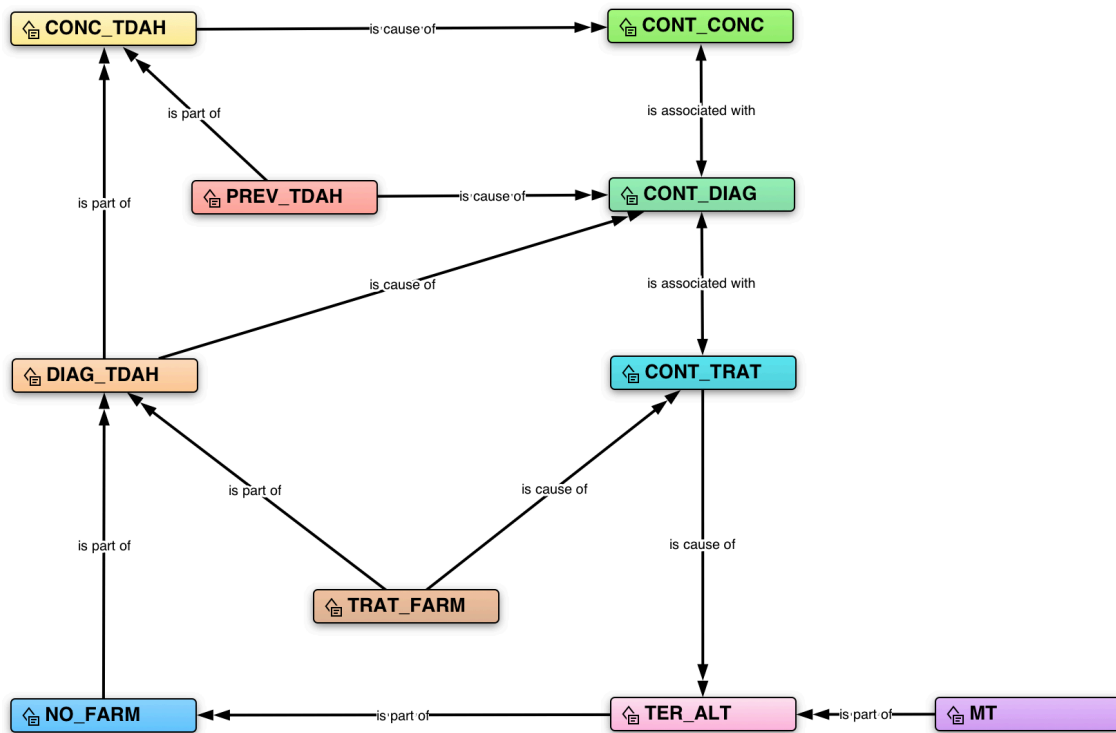 CONC_TDAH
is cause of
CONT_CONC
is part of
is associated with
PREV_TDAH
is cause of
CONT_DIAG
is part of
is cause of
is associated with
DIAG_TDAH
CONT_TRAT
is part of
is cause of
is part of
is cause of
TRAT_FARM
NO_FARM
is part of
TER_ALT
is part of
MT